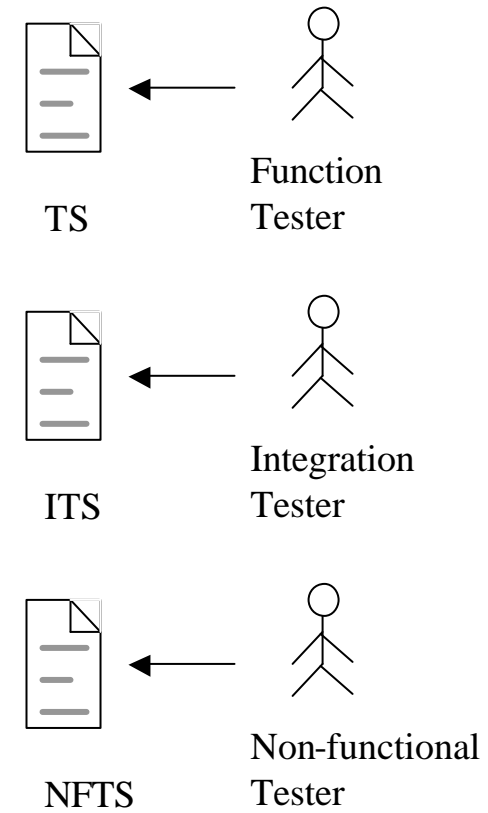 Function
Tester
TS
Integration
Tester
ITS
Non-functional
Tester
NFTS